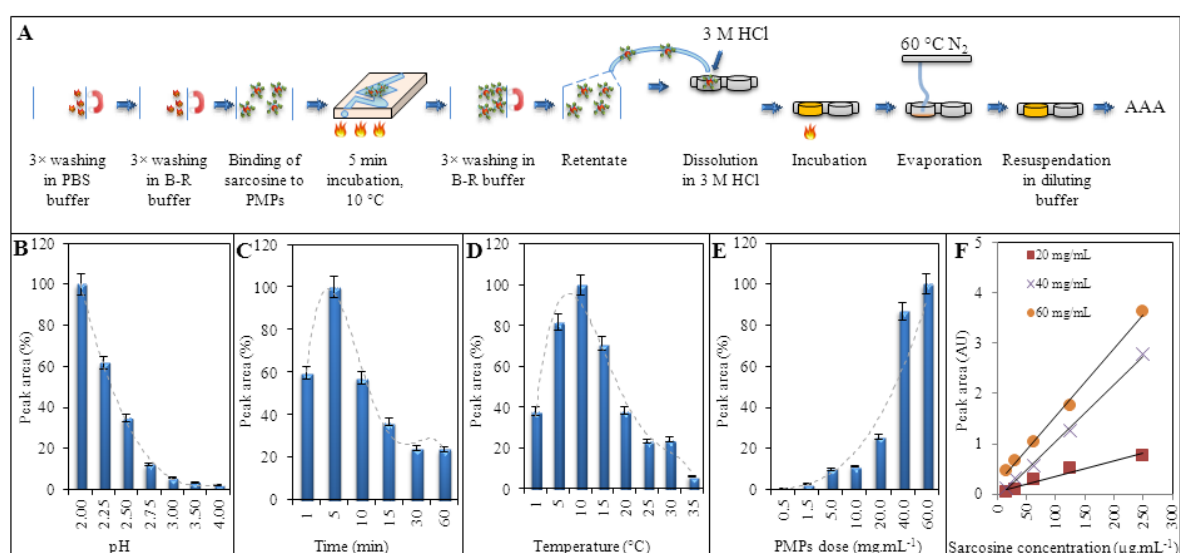 A
3 M HCl
60 °C N2
AAA
3× washing in PBS buffer
3× washing in B-R buffer
Binding of sarcosine to PMPs
5 min incubation, 10 °C
3× washing in B-R buffer
Retentate
Dissolution in 3 M HCl
Incubation
Evaporation
Resuspendation in diluting buffer
B
Peak area (%)
120
100
80
60
40
20
0
2.00 2.25 2.50 2.75 3.00 3.50 4.00
pH
C
Peak area (%)
120
100
80
60
40
20
0
1 5 10 15 30 60
Time (min)
D
Peak area (%)
120
100
80
60
40
20
0
1 5 10 15 20 25 30 35
Temperature (°C)
E
Peak area (%)
120
100
80
60
40
20
0
0.5 1.5 5.0 10.0 20.0 40.0 60.0
PMPs dose (mg.mL-1)
F
Peak area (AU)
5
4
3
2
1
0
20 mg/mL
40 mg/mL
60 mg/mL
0 50 100 150 200 250 300
Sarcosine concentration (µg.mL-1)